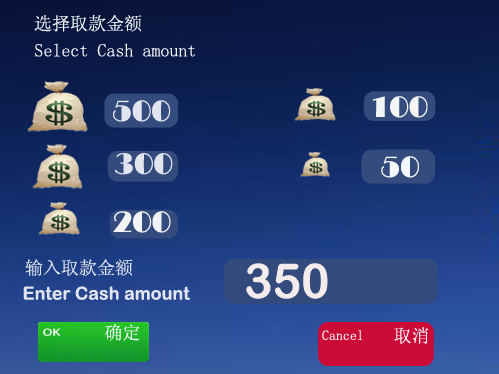 选择取款金额
Select Cash amount
$ 500
$ 100
$ 300
$ 50
$ 200
输入取款金额
Enter Cash amount
350
OK 确定
Cancel 取消